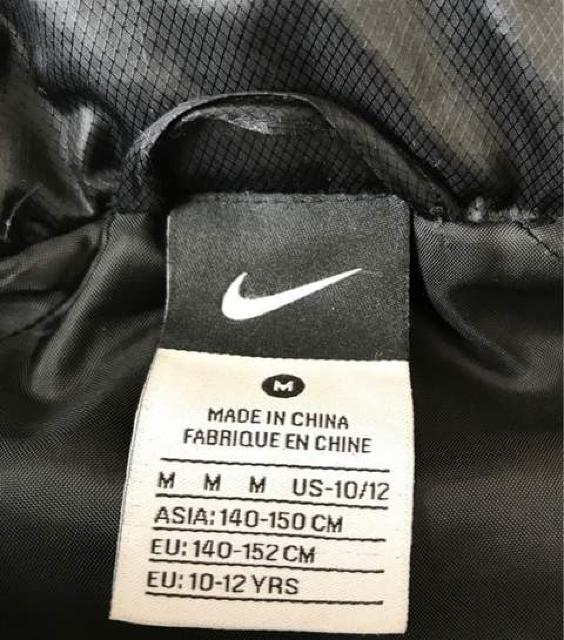 M
MADE IN CHINA
FABRIQUE EN CHINE
M M M US-10/12
ASIA: 140-150 CM
EU: 140-152 CM
EU: 10-12 YRS